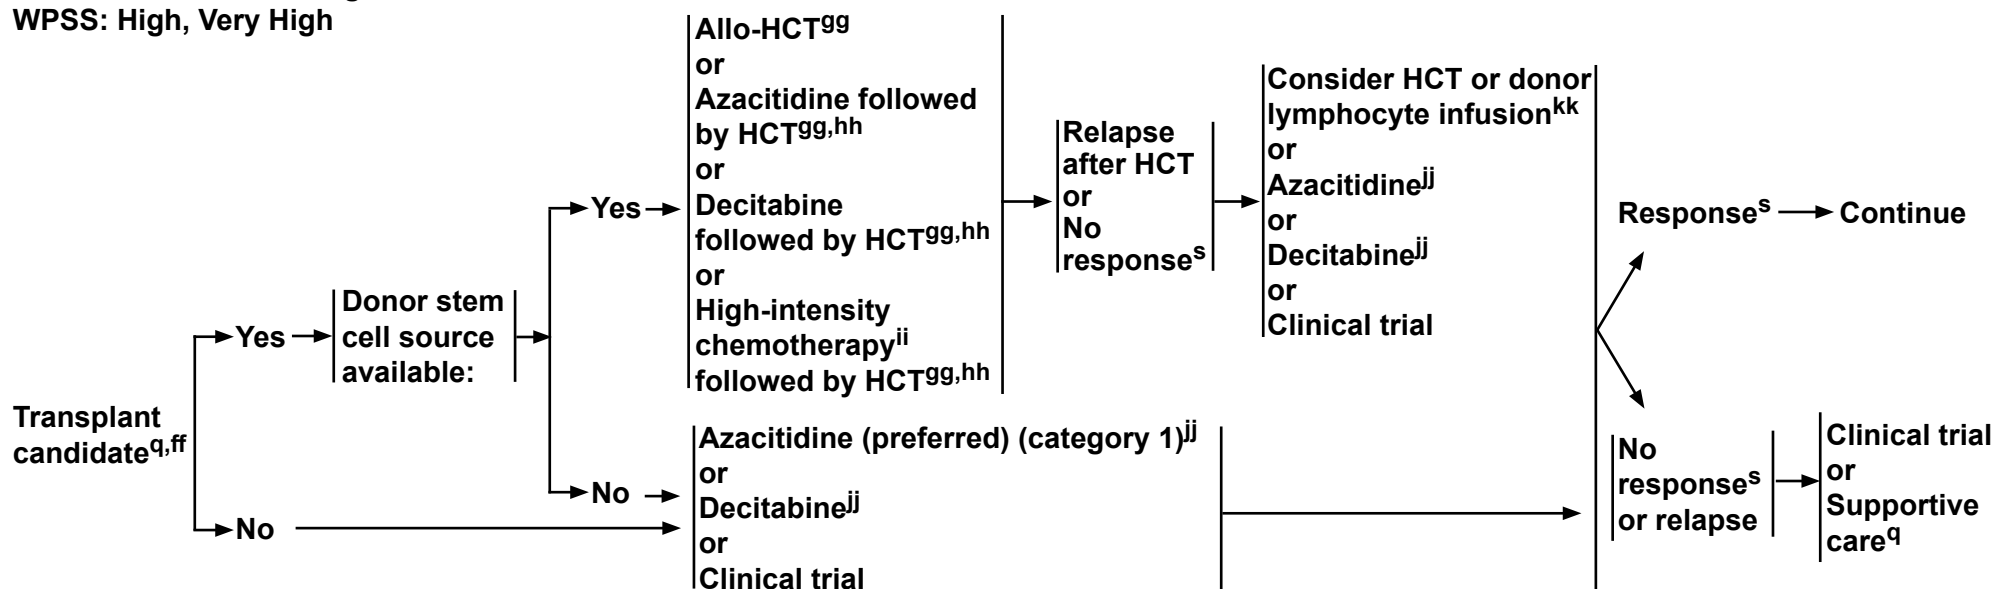 WPSS: High, Very High
Transplant
candidateq,ff
Yes
No
Donor stem
cell source
available:
Yes
No
Allo-HCTgg
or
Azacitidine followed
by HCTgg,hh
or
Decitabine
followed by HCTgg,hh
or
High-intensity
chemotherapyii
followed by HCTgg,hh
Azacitidine (preferred) (category 1)jj
or
Decitabinejj
or
Clinical trial
Relapse
after HCT
or
No
responses
Consider HCT or donor
lymphocyte infusionkk
or
Azacitidinejj
or
Decitabinejj
or
Clinical trial
Responses
Continue
No
responses
or relapse
Clinical trial
or
Supportive
careq